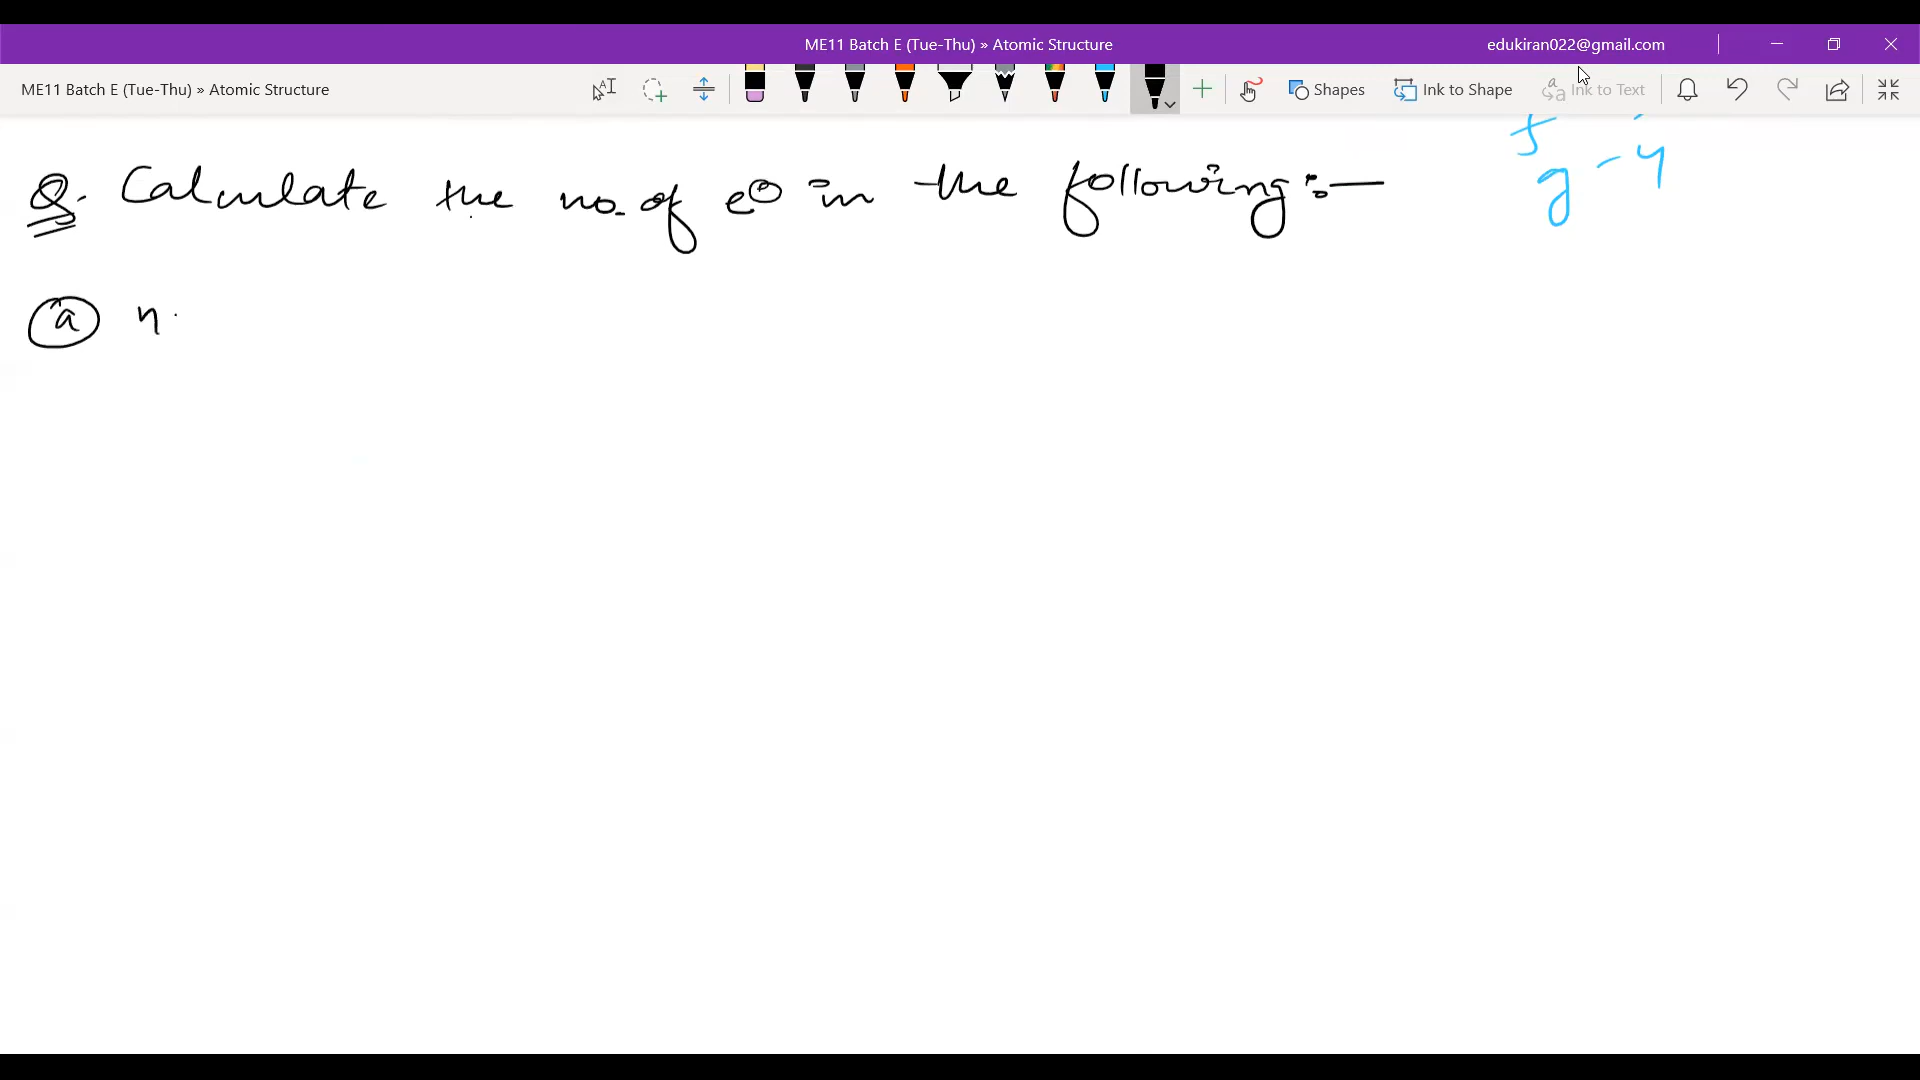 ME11 Batch E (Tue-Thu) » Atomic Structure
edukiran022@gmail.com
ME11 Batch E (Tue-Thu) » Atomic Structure
Shapes
Ink to Shape
Ink to Text
f
g - 4
Q. Calculate the no. of e⊖ in the following :—
(a) n